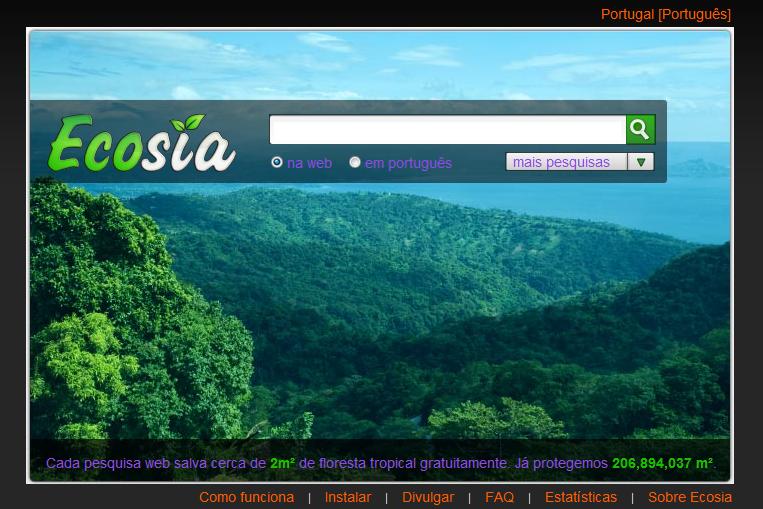 Portugal [Português]
Ecosia
na web em português mais pesquisas
Cada pesquisa web salva cerca de 2m² de floresta tropical gratuitamente. Já protegemos 206,894,037 m².
Como funciona | Instalar | Divulgar | FAQ | Estatísticas | Sobre Ecosia